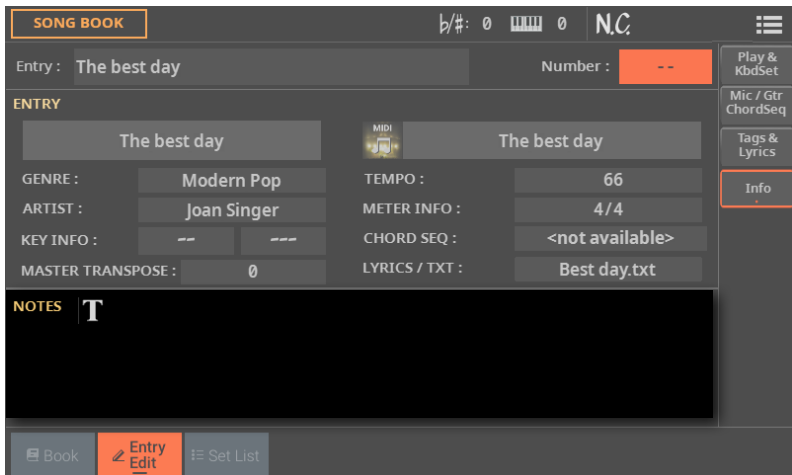 SONG BOOK
♭/#: 0 0 N.C.
Entry : The best day Number : --
Play & KbdSet
ENTRY
Mic / Gtr ChordSeq
MIDI
The best day The best day
Tags & Lyrics
GENRE : Modern Pop TEMPO : 66
Info
ARTIST : Joan Singer METER INFO : 4/4
KEY INFO : -- --- CHORD SEQ : <not available>
MASTER TRANSPOSE : 0 LYRICS / TXT : Best day.txt
NOTES T
Book Entry Edit Set List